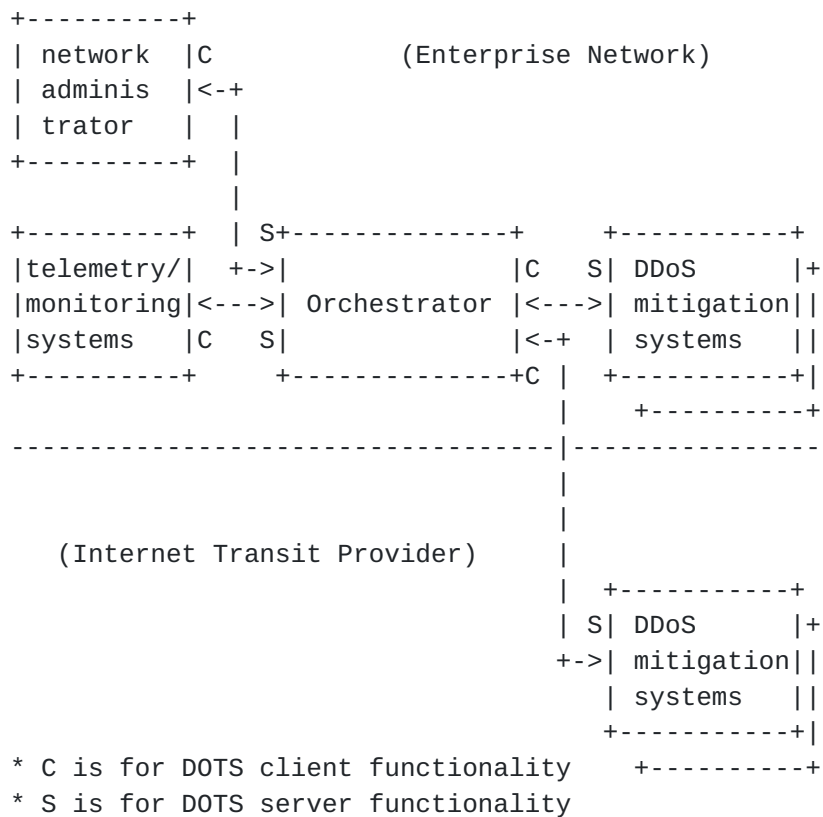 +----------+
| network  |C            (Enterprise Network)
| adminis  |<-+
| trator   |  |
+----------+  |
              |
+----------+  | S+--------------+     +-----------+
|telemetry/|  +->|              |C   S| DDoS      |+
|monitoring|<--->| Orchestrator |<--->| mitigation||
|systems   |C   S|              |<-+  | systems   ||
+----------+     +--------------+C |  +-----------+|
                                   |    +----------+
-----------------------------------|----------------
                                   |
                                   |
   (Internet Transit Provider)     |
                                   |  +-----------+
                                   | S| DDoS      |+
                                   +->| mitigation||
                                      | systems   ||
                                      +-----------+|
* C is for DOTS client functionality    +----------+
* S is for DOTS server functionality